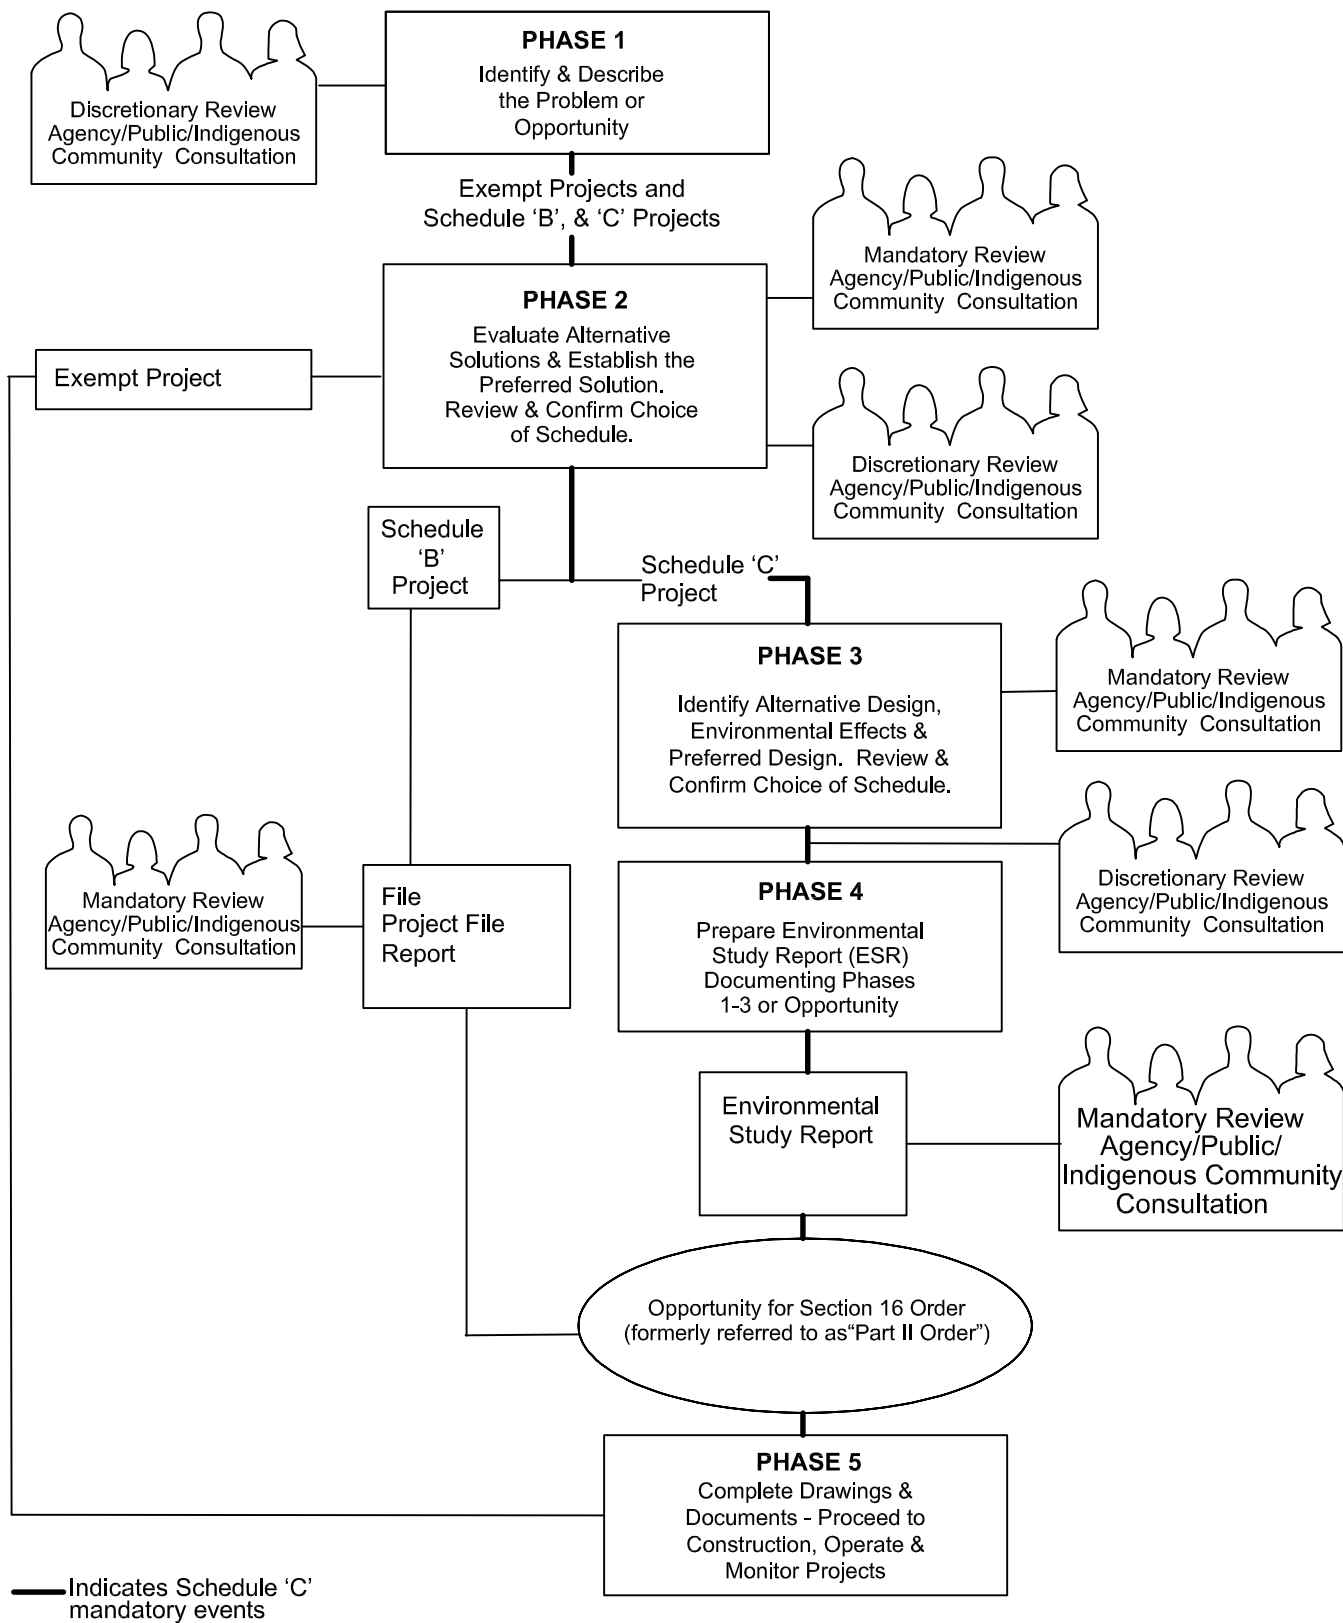 PHASE 1
Identify & Describe
the Problem or
Opportunity
Discretionary Review
Agency/Public/Indigenous
Community Consultation
Exempt Projects and
Schedule ‘B’, & ‘C’ Projects
Mandatory Review
Agency/Public/Indigenous
Community Consultation
PHASE 2
Evaluate Alternative
Solutions & Establish the
Preferred Solution.
Review & Confirm Choice
of Schedule.
Exempt Project
Discretionary Review
Agency/Public/Indigenous
Community Consultation
Schedule
‘B’
Project
Schedule ‘C’
Project
PHASE 3
Identify Alternative Design,
Environmental Effects &
Preferred Design. Review &
Confirm Choice of Schedule.
Mandatory Review
Agency/Public/Indigenous
Community Consultation
Discretionary Review
Agency/Public/Indigenous
Community Consultation
Mandatory Review
Agency/Public/Indigenous
Community Consultation
File
Project File
Report
PHASE 4
Prepare Environmental
Study Report (ESR)
Documenting Phases
1-3 or Opportunity
Environmental
Study Report
Mandatory Review
Agency/Public/
Indigenous Community
Consultation
Opportunity for Section 16 Order
(formerly referred to as“Part II Order”)
PHASE 5
Complete Drawings &
Documents - Proceed to
Construction, Operate &
Monitor Projects
Indicates Schedule ‘C’
mandatory events